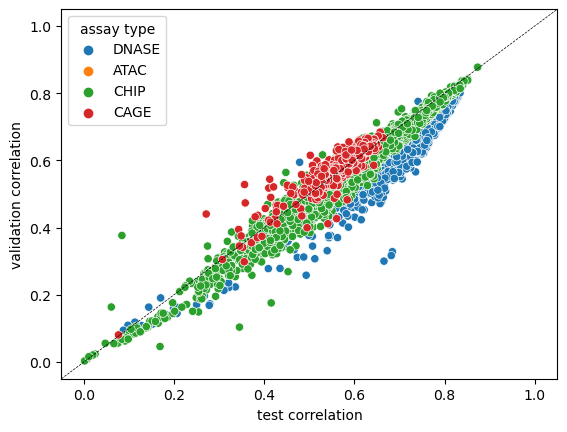 assay type
DNASE
ATAC
CHIP
CAGE
validation correlation
1.0
0.8
0.6
0.4
0.2
0.0
0.0 0.2 0.4 0.6 0.8 1.0
test correlation